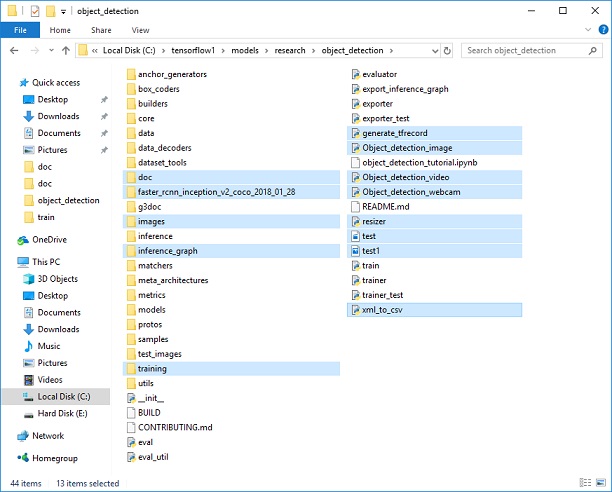 object_detection
File
Home
Share
View
Local Disk (C:)
tensorflow1
models
research
object_detection
Search object_detection
Quick access
Desktop
Downloads
Documents
Pictures
doc
doc
object_detection
train
OneDrive
This PC
3D Objects
Desktop
Documents
Downloads
Music
Pictures
Videos
Local Disk (C:)
Hard Disk (E:)
Network
Homegroup
anchor_generators
box_coders
builders
core
data
data_decoders
dataset_tools
doc
faster_rcnn_inception_v2_coco_2018_01_28
g3doc
images
inference
inference_graph
matchers
meta_architectures
metrics
models
protos
samples
test_images
training
utils
__init__
BUILD
CONTRIBUTING.md
eval
eval_util
evaluator
export_inference_graph
exporter
exporter_test
generate_tfrecord
Object_detection_image
object_detection_tutorial.ipynb
Object_detection_video
Object_detection_webcam
README.md
resizer
test
test1
train
trainer
trainer_test
xml_to_csv
44 items
13 items selected